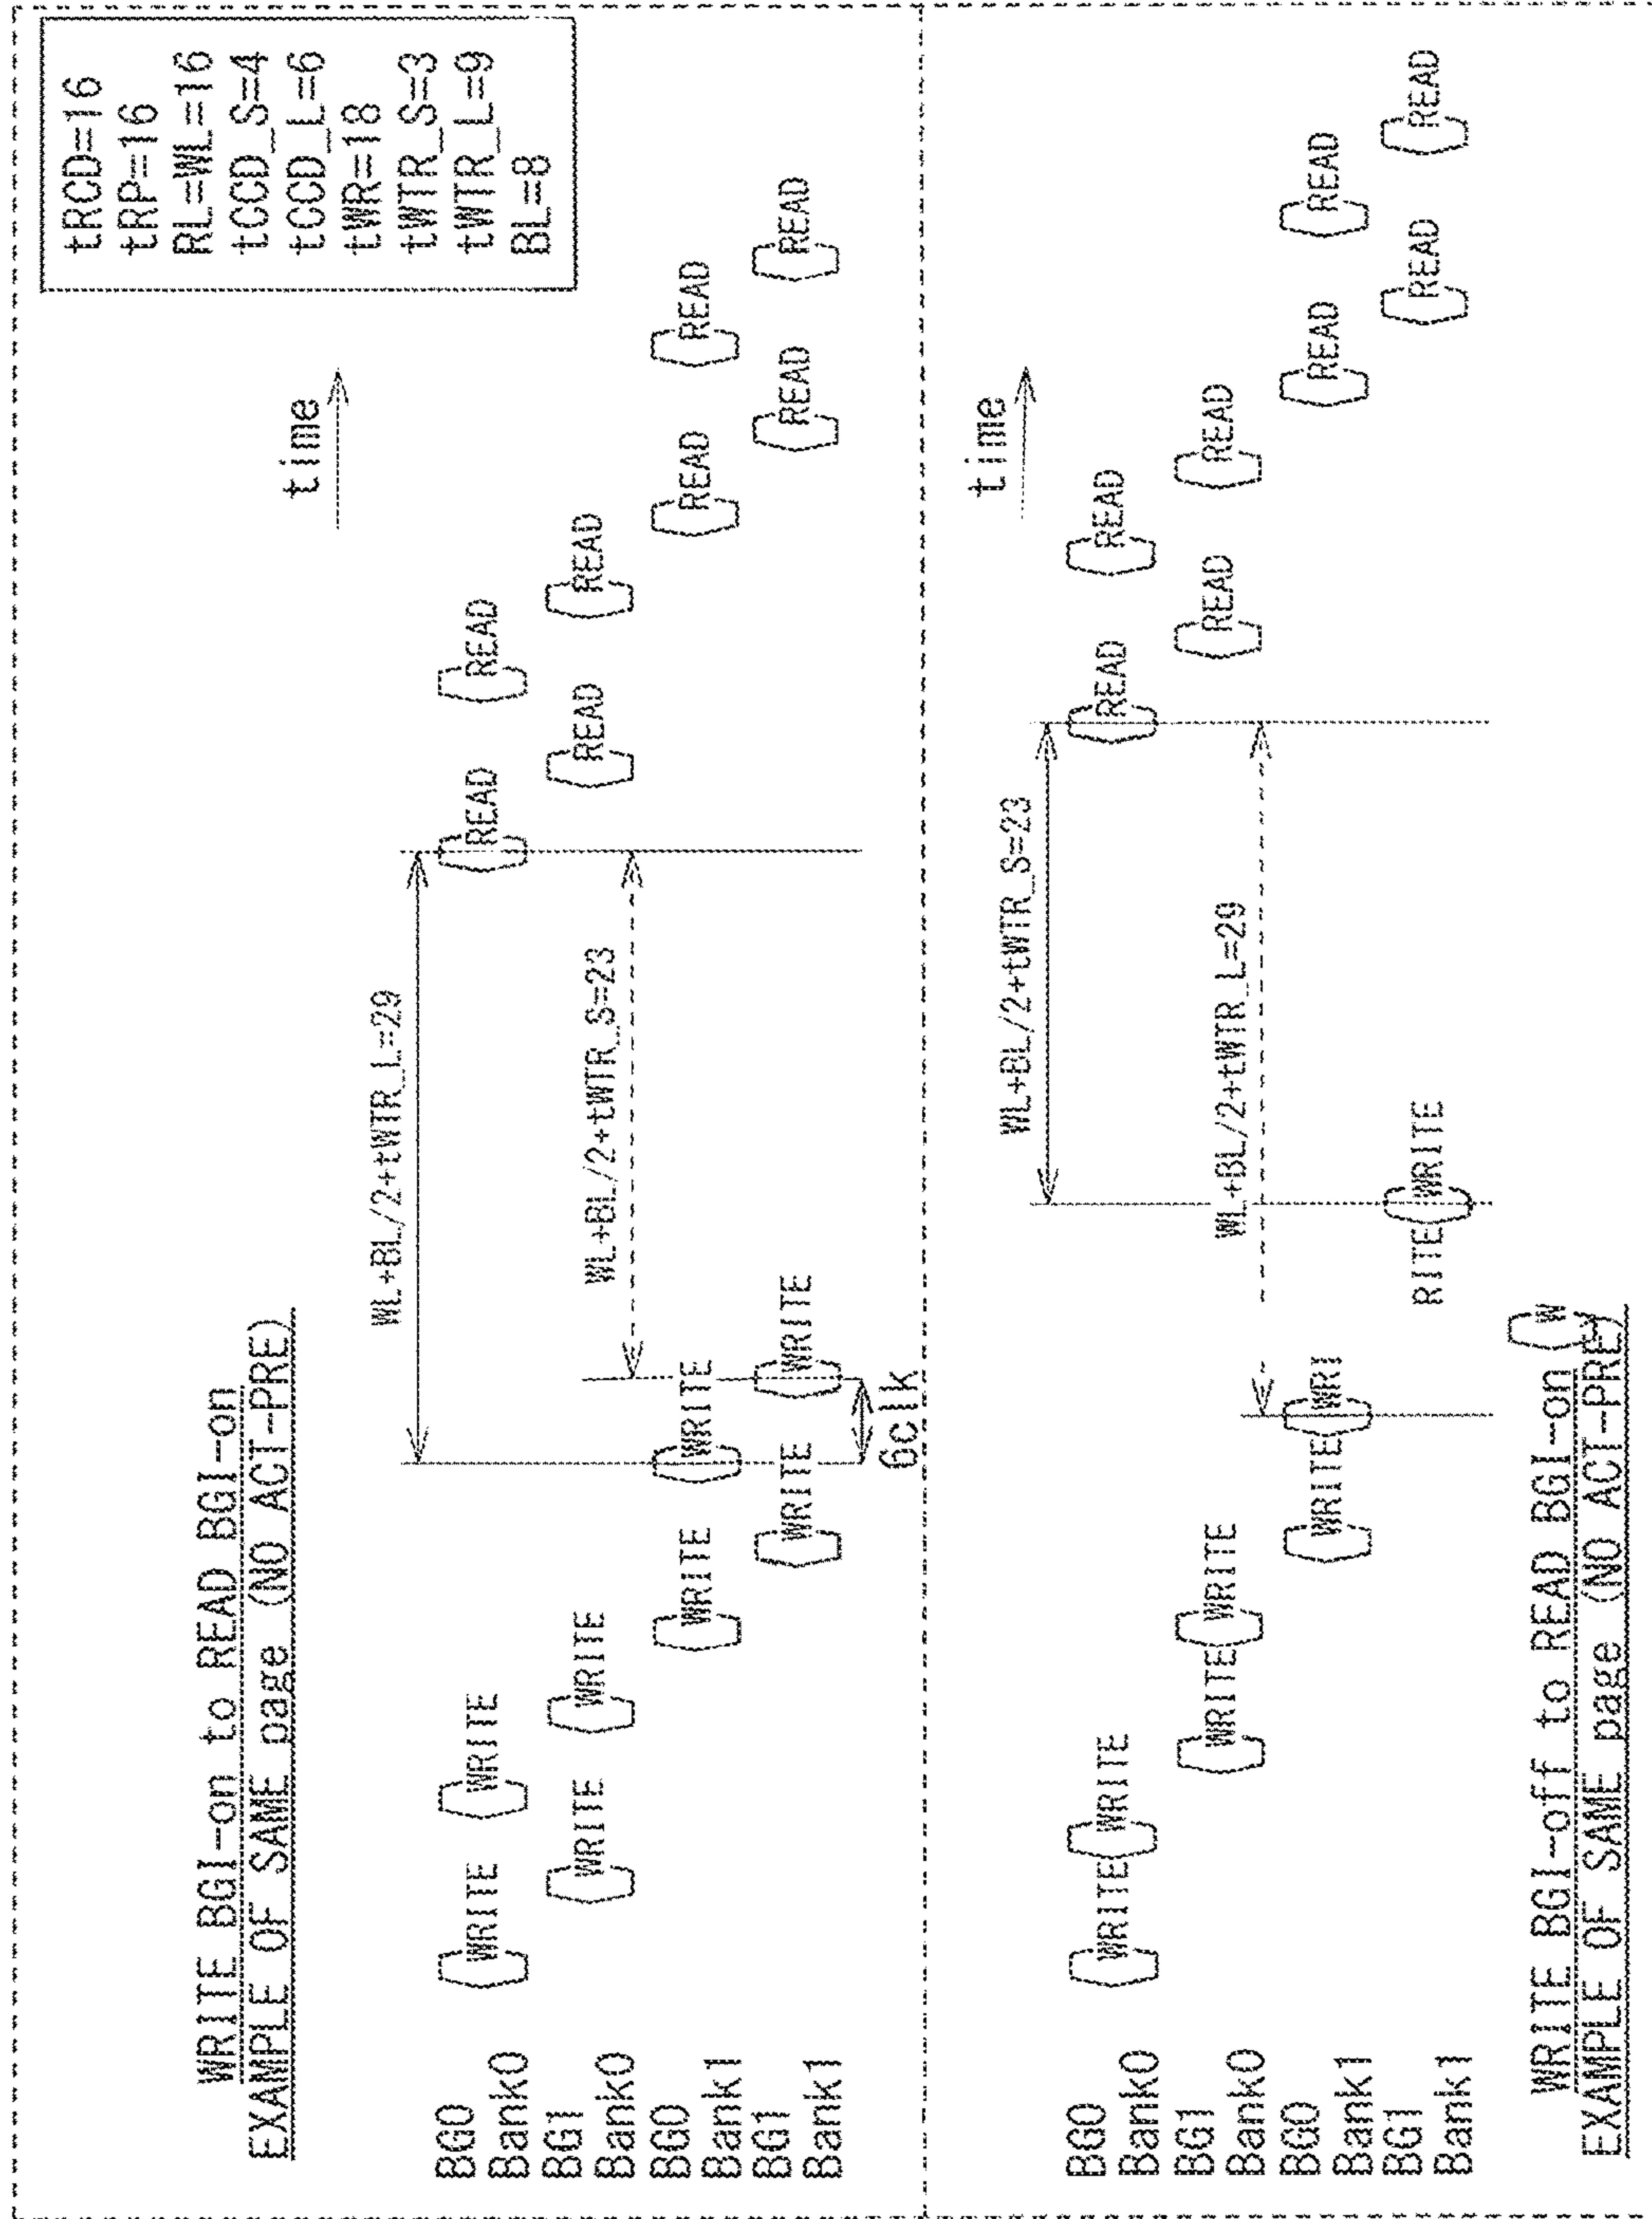 WRITE BGI-on to READ BGI-on
EXAMPLE OF SAME page (NO ACT-PRE)
tRCD=16
tRP=16
RL=WL=16
tCCD_S=4
tCCD_L=6
tWR=18
tWTR_S=3
tWTR_L=9
BL=8
time
WL+BL/2+tWTR_L=29
BG0
Bank0
WRITE WRITE READ READ
BG1
Bank0
WRITE WRITE READ READ
WL+BL/2+tWTR_S=23
BG0
Bank1
WRITE WRITE READ READ
BG1
Bank1
WRITE WRITE READ READ
6clk
time
WL+BL/2+tWTR_S=23
BG0
Bank0
WRITE WRITE READ READ
BG1
Bank0
WRITE WRITE READ READ
WL+BL/2+tWTR_L=29
BG0
Bank1
WRITE WRI READ READ
BG1
Bank1
RITE WRITE READ READ
W
WRITE BGI-off to READ BGI-on
EXAMPLE OF SAME page (NO ACT-PRE)